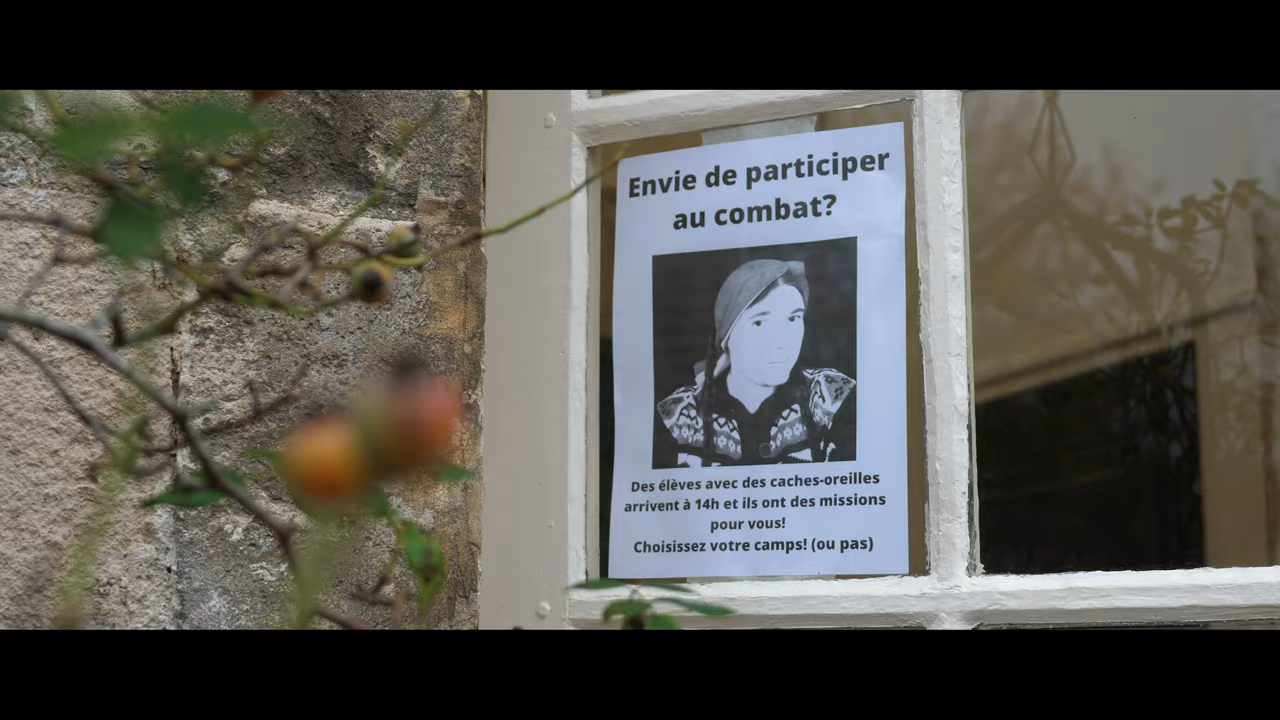 Envie de participer
au combat?
Des élèves avec des caches-oreilles
arrivent à 14h et ils ont des missions
pour vous!
Choisissez votre camps! (ou pas)